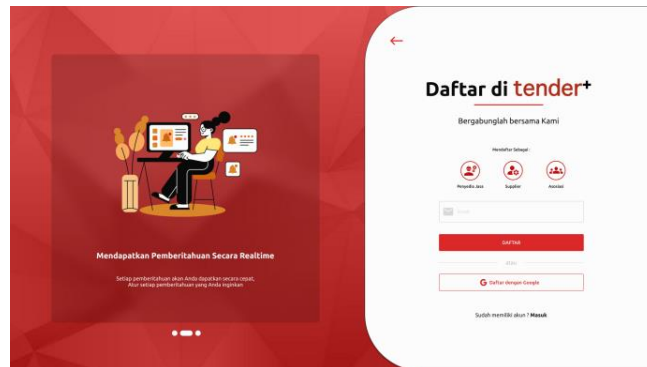 Mendapatkan Pemberitahuan Secara Realtime
Setiap pemberitahuan akan Anda dapatkan secara cepat,
Atur setiap pemberitahuan yang Anda inginkan
Daftar di tender+
Bergabunglah bersama Kami
Mendaftar Sebagai :
Penyedia Jasa
Supplier
Asosiasi
DAFTAR
atau
Daftar dengan Google
Sudah memiliki akun ? Masuk